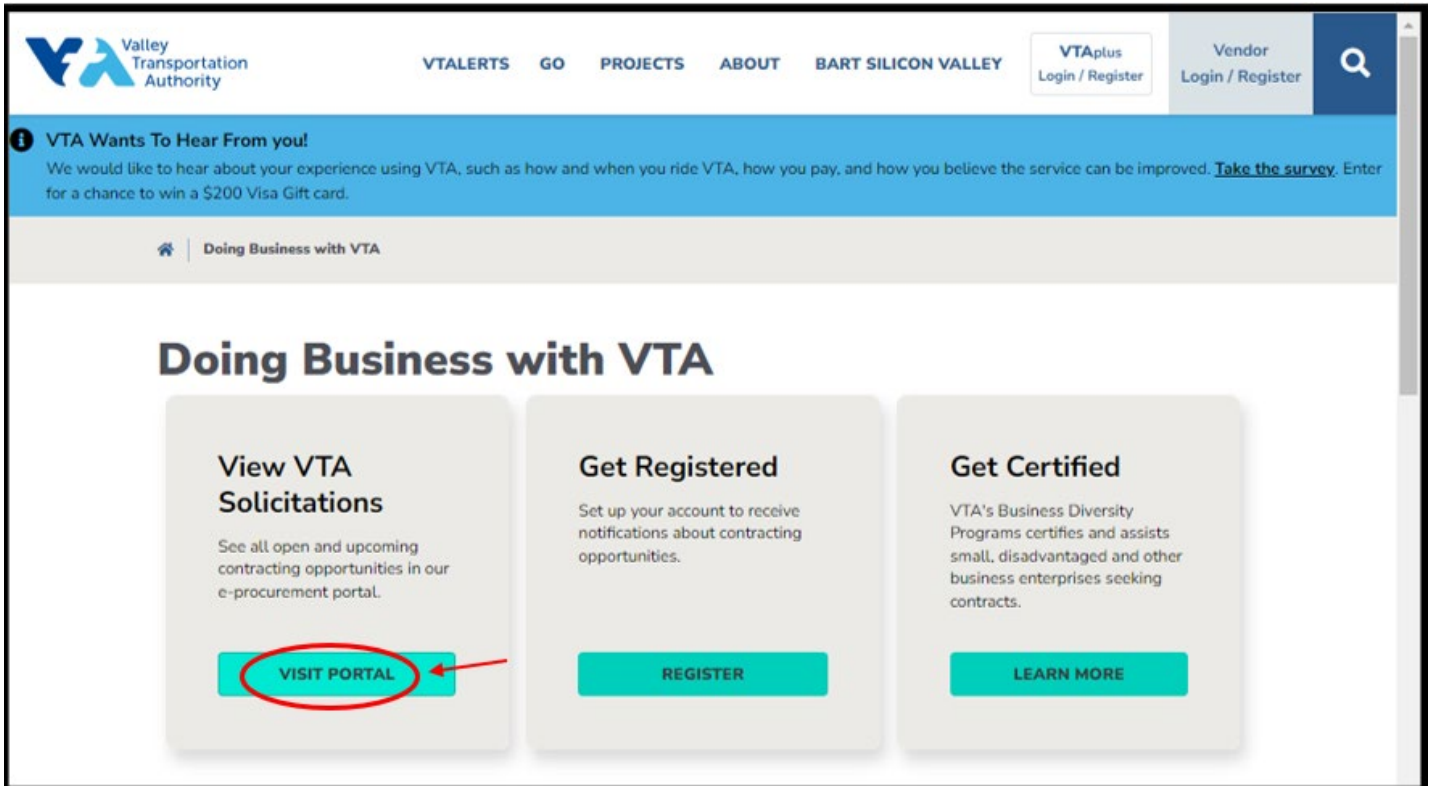 Valley
Transportation
Authority
VTALERTS GO PROJECTS ABOUT BART SILICON VALLEY
VTAplus
Login / Register
Vendor
Login / Register
VTA Wants To Hear From you!
We would like to hear about your experience using VTA, such as how and when you ride VTA, how you pay, and how you believe the service can be improved. Take the survey. Enter
for a chance to win a $200 Visa Gift card.
Doing Business with VTA
Doing Business with VTA
View VTA
Solicitations
See all open and upcoming
contracting opportunities in our
e-procurement portal.
VISIT PORTAL
Get Registered
Set up your account to receive
notifications about contracting
opportunities.
REGISTER
Get Certified
VTA's Business Diversity
Programs certifies and assists
small, disadvantaged and other
business enterprises seeking
contracts.
LEARN MORE